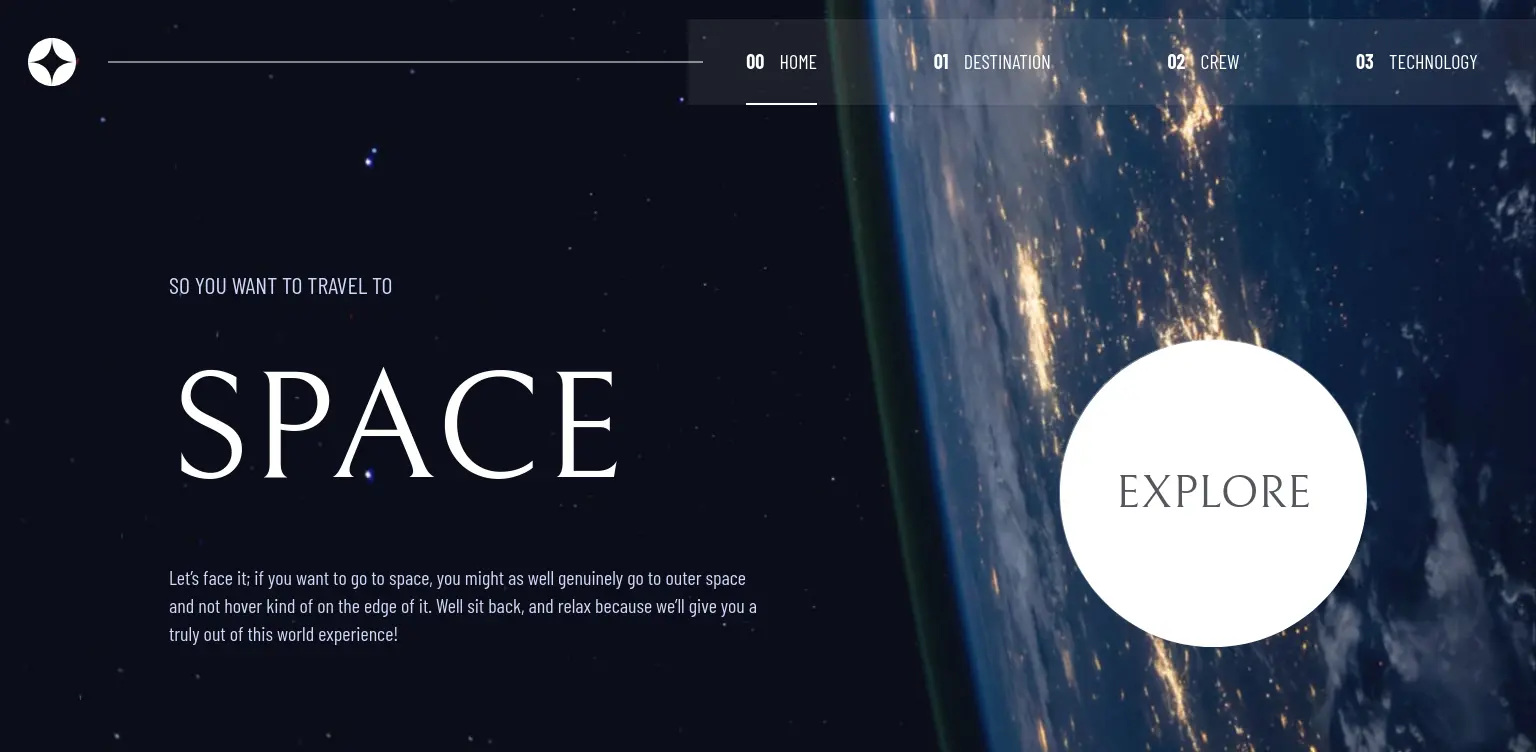 00 HOME 01 DESTINATION 02 CREW 03 TECHNOLOGY
SO YOU WANT TO TRAVEL TO
SPACE
Let’s face it; if you want to go to space, you might as well genuinely go to outer space
and not hover kind of on the edge of it. Well sit back, and relax because we’ll give you a
truly out of this world experience!
EXPLORE